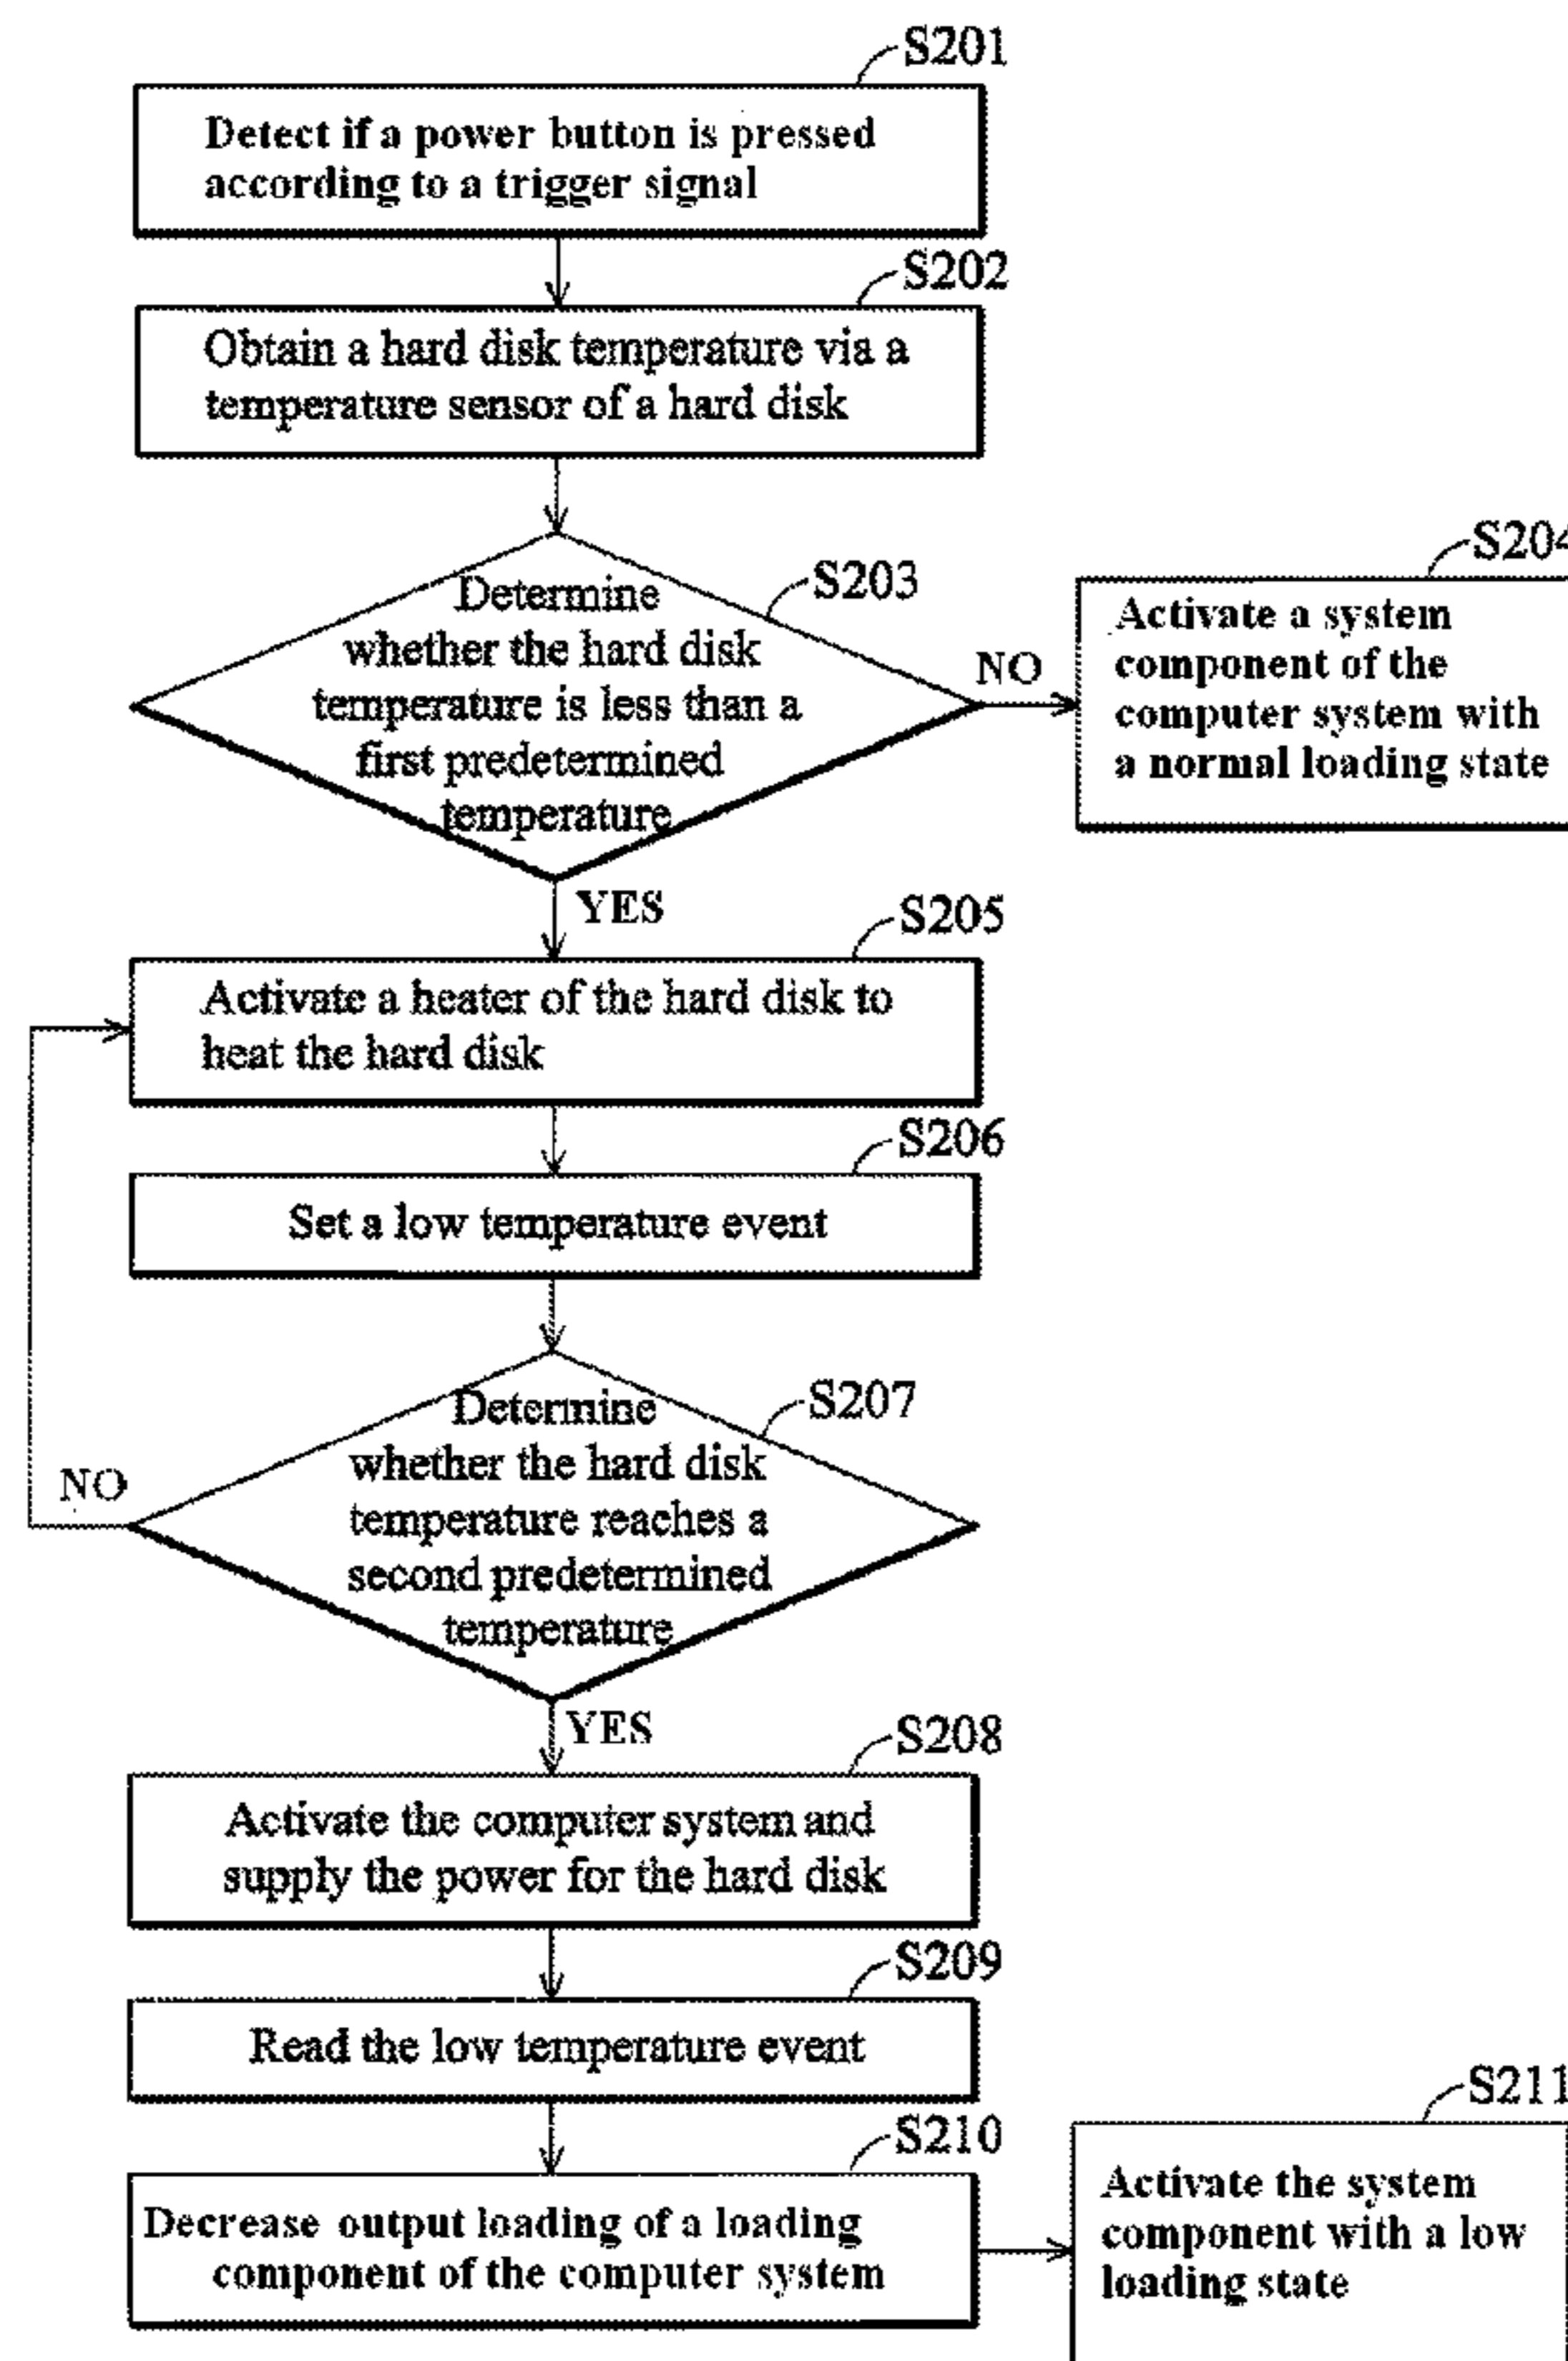 S201
Detect if a power button is pressed
according to a trigger signal
S202
Obtain a hard disk temperature via a
temperature sensor of a hard disk
S203
Determine
whether the hard disk
temperature is less than a
first predetermined
temperature
NO
S204
Activate a system
component of the
computer system with
a normal loading state
YES
S205
Activate a heater of the hard disk to
heat the hard disk
S206
Set a low temperature event
S207
Determine
whether the hard disk
temperature reaches a
second predetermined
temperature
NO
YES
S208
Activate the computer system and
supply the power for the hard disk
S209
Read the low temperature event
S210
Decrease output loading of a loading
component of the computer system
S211
Activate the system
component with a low
loading state